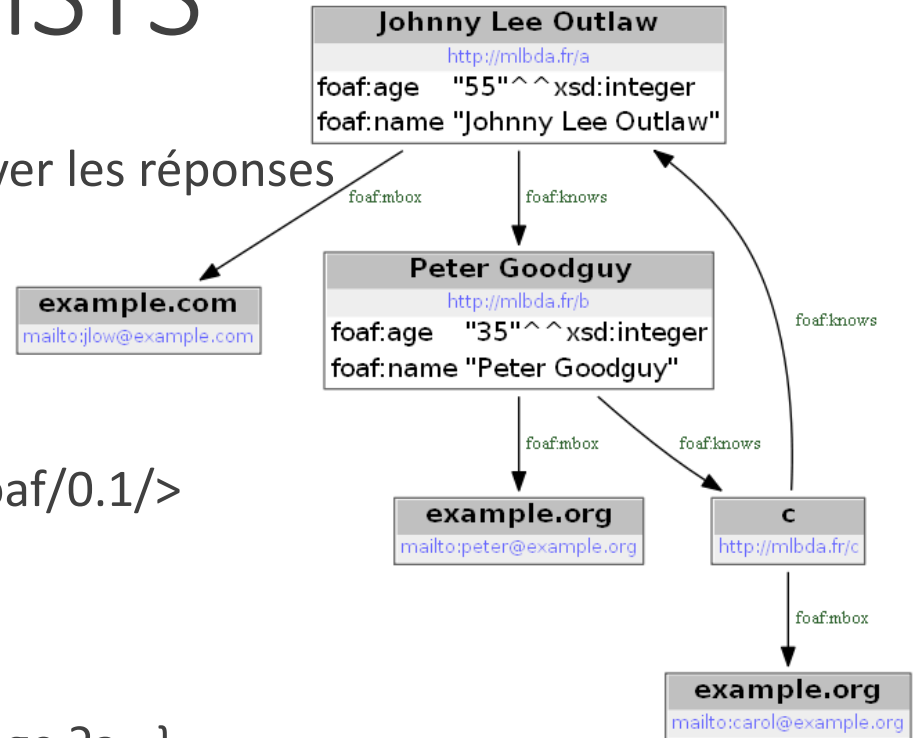 Johnny Lee Outlaw
http://mlbda.fr/a
foaf:age "55"^^xsd:integer
foaf:name "Johnny Lee Outlaw"
les réponses
foaf:mbox
foaf:knows
Peter Goodguy
http://mlbda.fr/b
foaf:age "35"^^xsd:integer
foaf:name "Peter Goodguy"
example.com
mailto:jlow@example.com
foaf:knows
foaf:mbox
foaf:knows
oaf/0.1/>
example.org
mailto:peter@example.org
c
http://mlbda.fr/c
foaf:mbox
example.org
mailto:carol@example.org